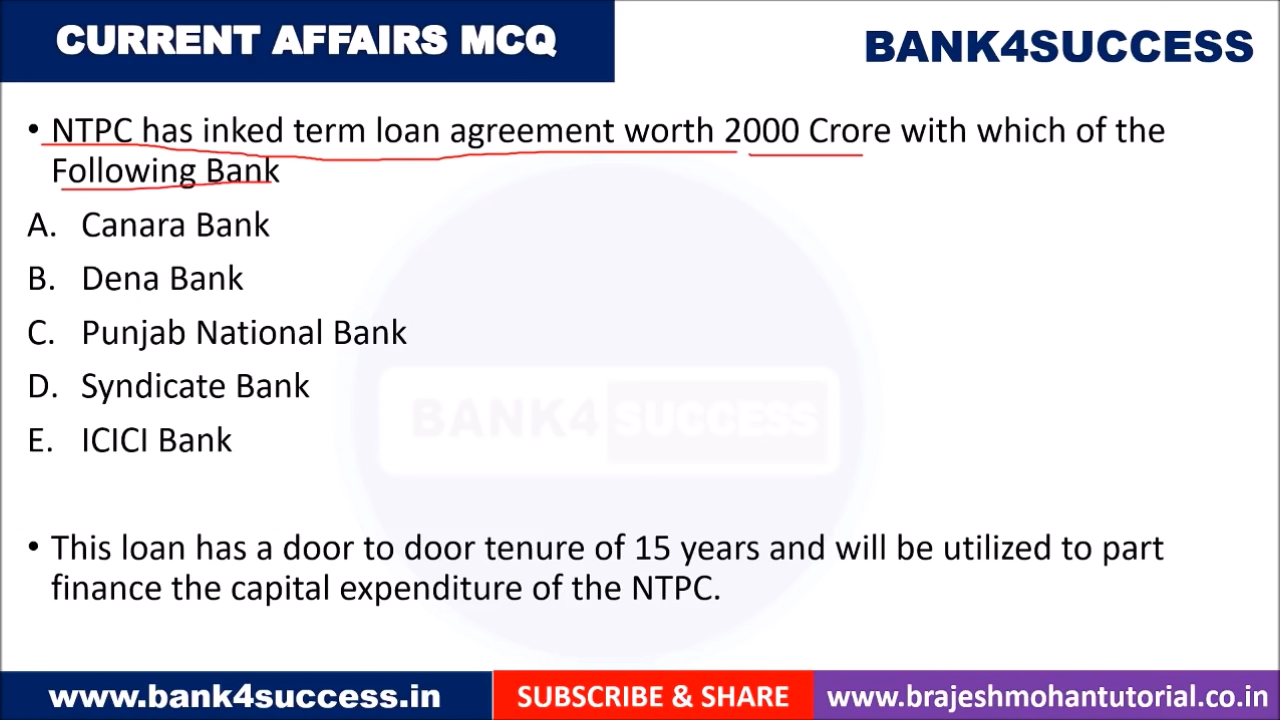 CURRENT AFFAIRS MCQ
BANK4SUCCESS
• NTPC has inked term loan agreement worth 2000 Crore with which of the
Following Bank
A. Canara Bank
B. Dena Bank
C. Punjab National Bank
D. Syndicate Bank
E. ICICI Bank
BANK4 SUCCESS
• This loan has a door to door tenure of 15 years and will be utilized to part
finance the capital expenditure of the NTPC.
www.bank4success.in
SUBSCRIBE & SHARE
www.brajeshmohantutorial.co.in